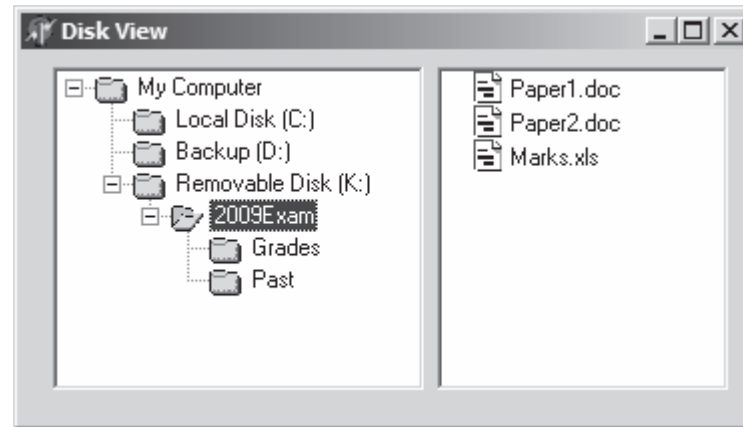 Disk View
My Computer
Local Disk (C:)
Backup (D:)
Removable Disk (K:)
2009Exam
Grades
Past
Paper1.doc
Paper2.doc
Marks.xls